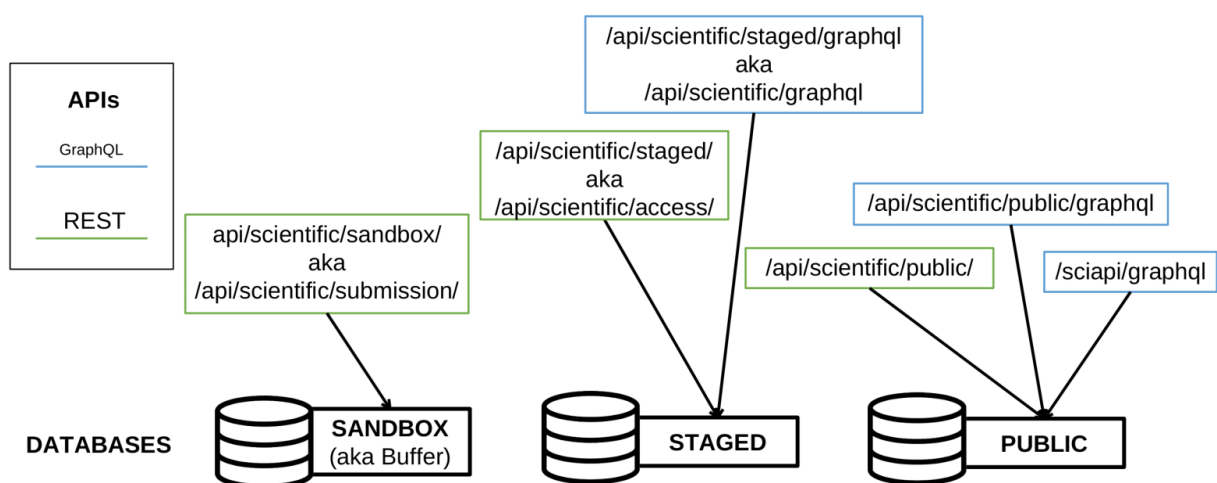 /api/scientific/staged/graphql
aka
/api/scientific/graphql
APIs
GraphQL
REST
/api/scientific/staged/
aka
/api/scientific/access/
/api/scientific/public/graphql
api/scientific/sandbox/
aka
/api/scientific/submission/
/api/scientific/public/
/sciapi/graphql
DATABASES
SANDBOX
(aka Buffer)
STAGED
PUBLIC